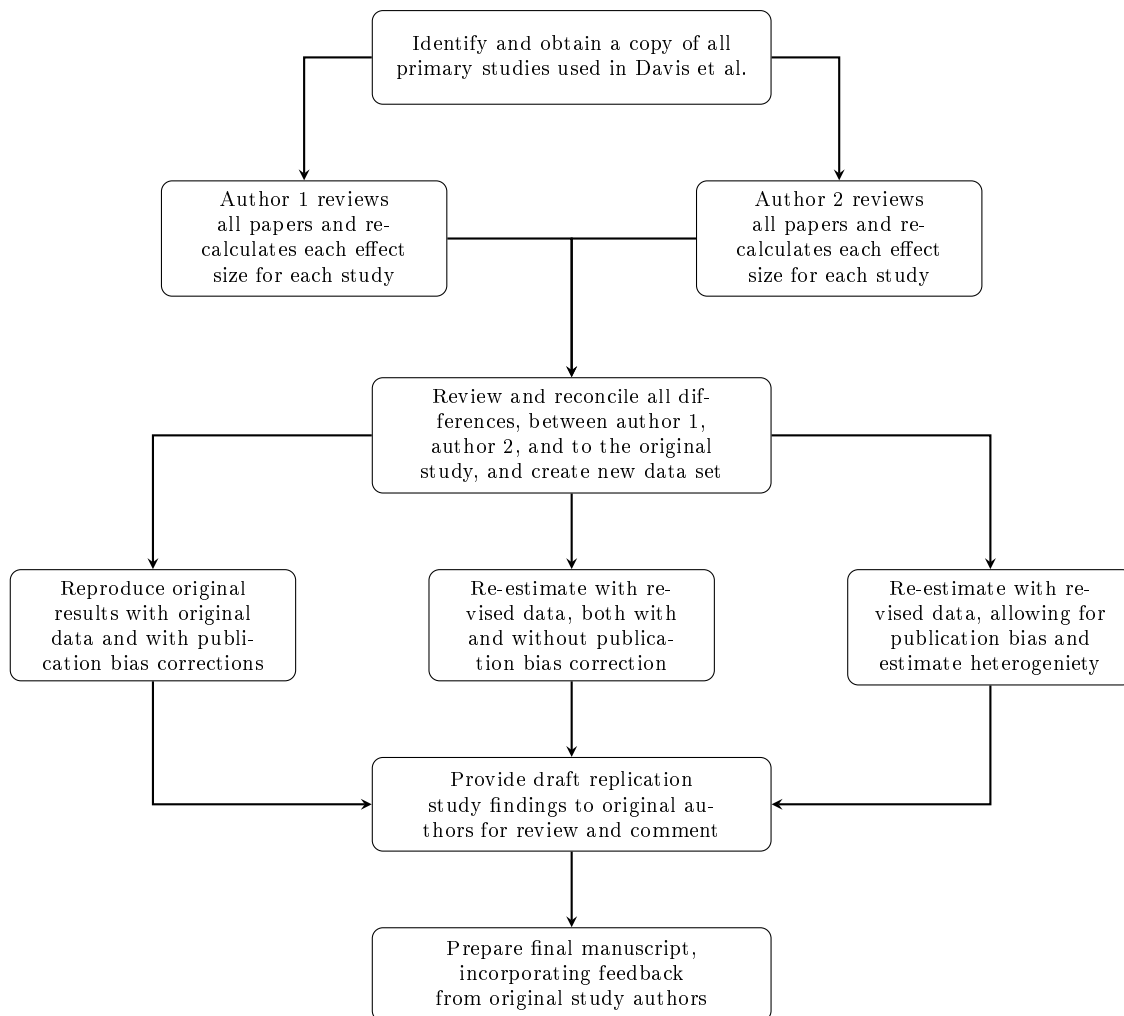 Identify and obtain a copy of all
primary studies used in Davis et al.
Author 1 reviews
all papers and re-
calculates each effect
size for each study
Author 2 reviews
all papers and re-
calculates each effect
size for each study
Review and reconcile all dif-
ferences, between author 1,
author 2, and to the original
study, and create new data set
Reproduce original
results with original
data and with publi-
cation bias corrections
Re-estimate with re-
vised data, both with
and without publica-
tion bias correction
Re-estimate with re-
vised data, allowing for
publication bias and
estimate heterogeniety
Provide draft replication
study findings to original au-
thors for review and comment
Prepare final manuscript,
incorporating feedback
from original study authors